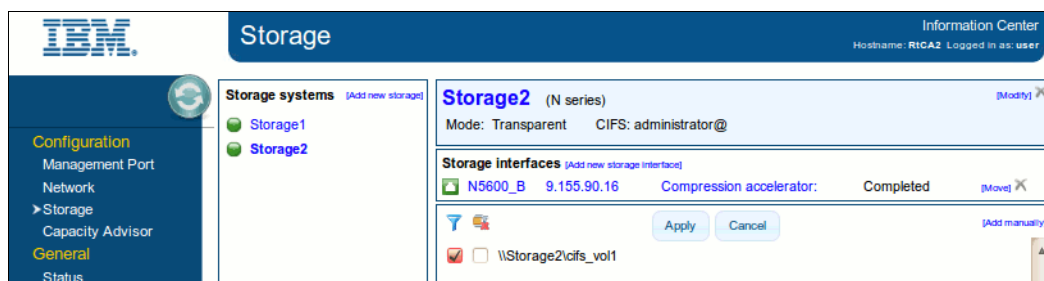 IBM.
Storage
Information Center
Hostname: RtCA2 Logged in as: user
Configuration
Management Port
Network
Storage
Capacity Advisor
General
Status
Storage systems [Add new storage]
Storage1
Storage2
Storage2 (N series) [Modify]
Mode: Transparent CIFS: administrator@
Storage interfaces [Add new storage interface]
N5600_B 9.155.90.16 Compression accelerator: Completed [Move]
Apply Cancel [Add manually
\\Storage2\cifs_vol1